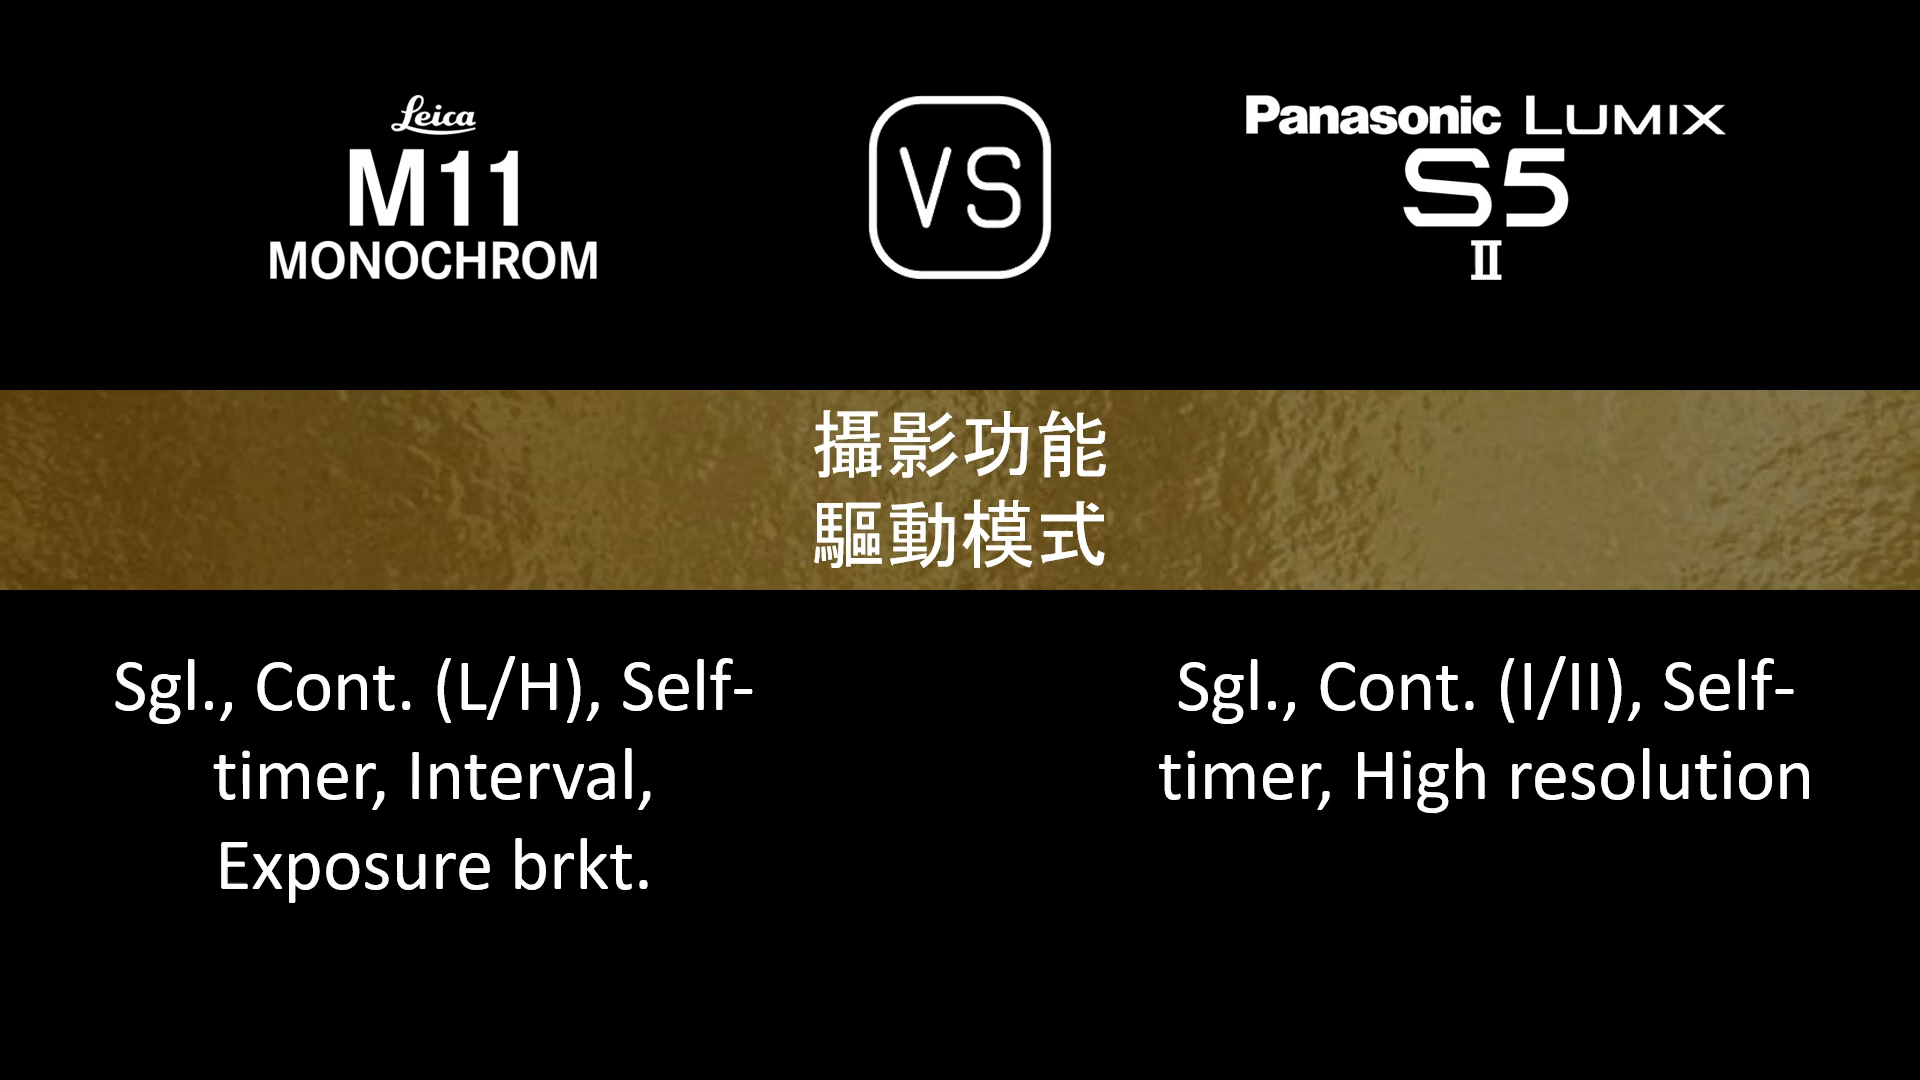 Leica
M11
MONOCHROM
VS
Panasonic LUMIX
S5
II
攝影功能
驅動模式
Sgl., Cont. (L/H), Self-
timer, Interval,
Exposure brkt.
Sgl., Cont. (I/II), Self-
timer, High resolution